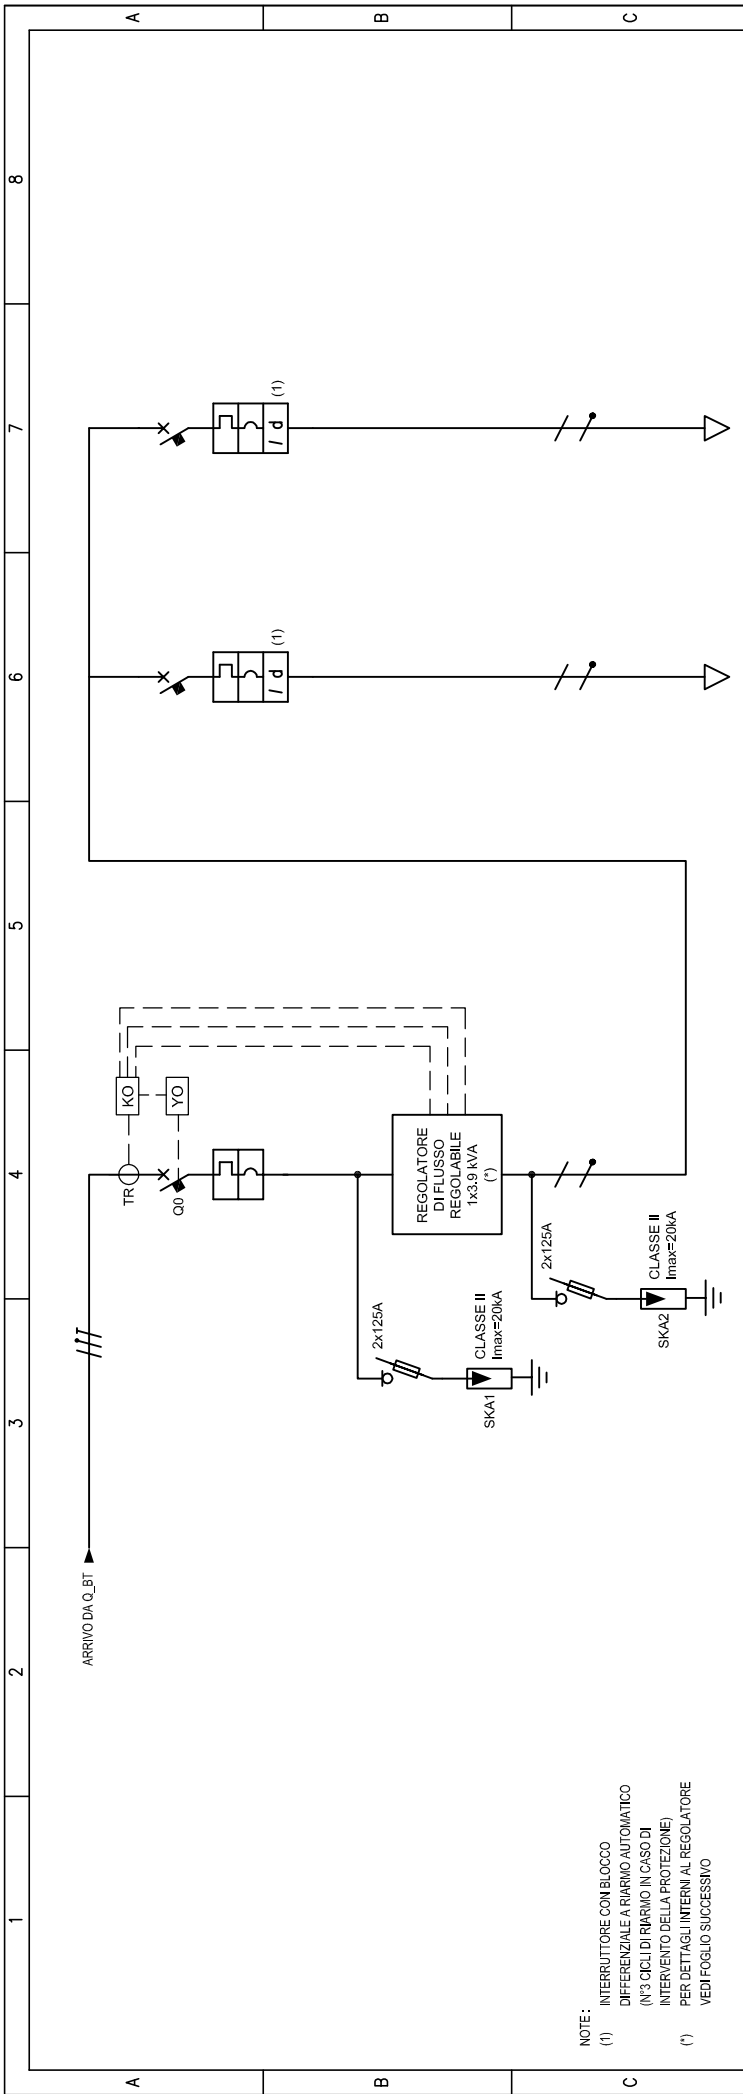 1
2
3
4
5
6
7
8
A
B
C
A
B
C
ARRIVO DA Q_BT
TR
KO
YO
Q0
2x125A
SKA1
CLASSE II
Imax=20kA
REGOLATORE
DI FLUSSO
REGOLABILE
1x3.9 kVA
(*)
2x125A
SKA2
CLASSE II
Imax=20kA
I d
(1)
I d
(1)
NOTE :
(1) INTERRUTTORE CON BLOCCO
DIFFERENZIALE A RIARMO AUTOMATICO
(N°3 CICLI DI RIARMO IN CASO DI
INTERVENTO DELLA PROTEZIONE)
(*) PER DETTAGLI INTERNI AL REGOLATORE
VEDI FOGLIO SUCCESSIVO